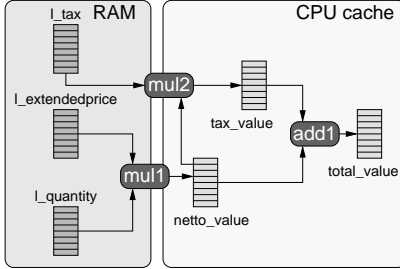 RAM
CPU cache
l_tax
mul2
l_extendedprice
tax_value
add1
mul1
total_value
l_quantity
netto_value